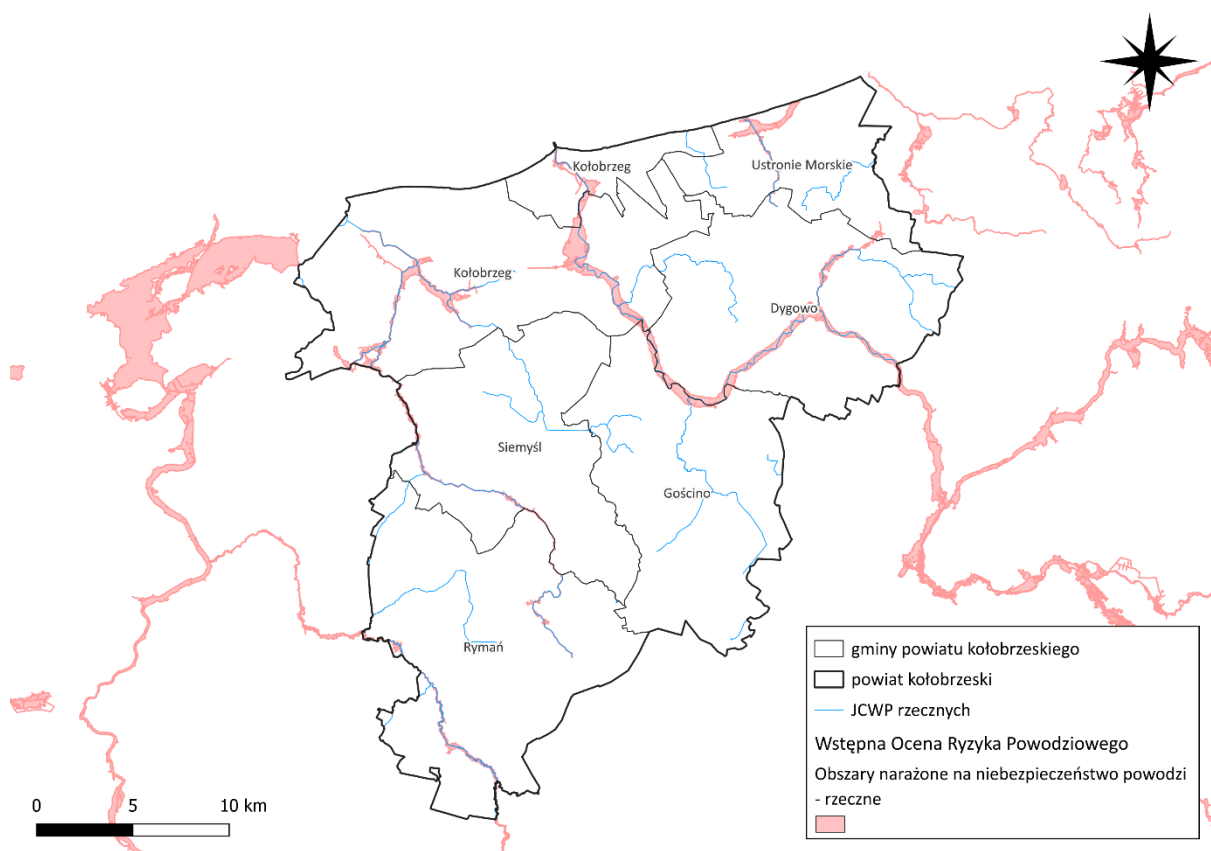 Kołobrzeg
Ustronie Morskie
Kołobrzeg
Dygowo
Siemyśl
Gościno
Rymań
gminy powiatu kołobrzeskiego
powiat kołobrzeski
JCWP rzecznych
Wstępna Ocena Ryzyka Powodziowego
Obszary narażone na niebezpieczeństwo powodzi
- rzeczne
0 5 10 km